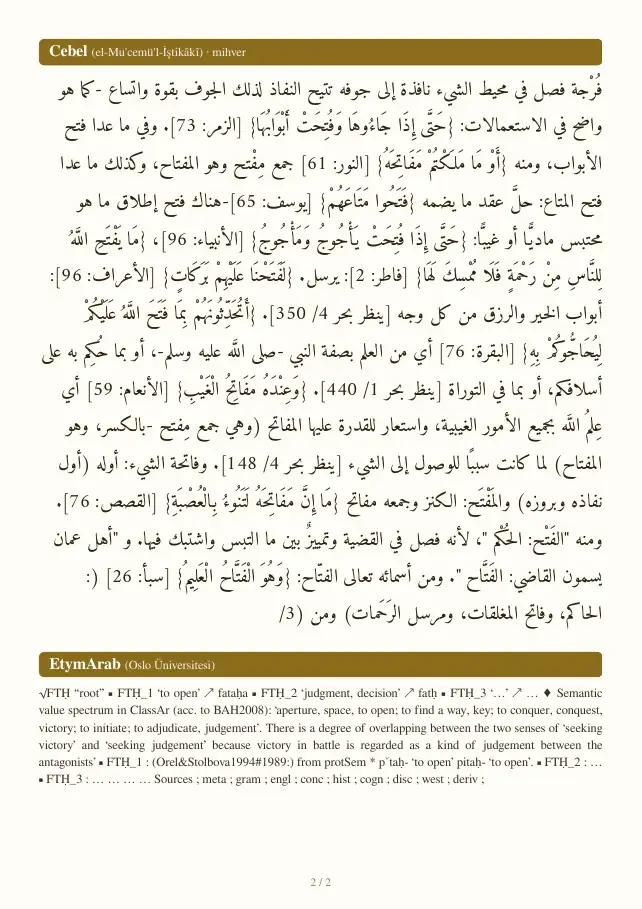 Cebel (el-Mu'cemü'l-İştikâkî) · mihver
فُرْجة فصل في محيط الشيء نافذة إلى جوفه تتيح النفاذ لذلك الجوف بقوة واتساع -كما هو
واضح في الاستعمالات: {حَتَّى إِذَا جَاءُوهَا وَفُتِحَتْ أَبْوَابُهَا} [الزمر: 73]. وفي ما عدا فتح
الأبواب، ومنه {أَوْ مَا مَلَكْتُمْ مَفَاتِحَهُ} [النور: 61] جمع مِفْتح وهو المفتاح، وكذلك ما عدا
فتح المتاع: حلَّ عقد ما يضمه {فَتَحُوا مَتَاعَهُمْ} [يوسف: 65]-هناك فتح إطلاق ما هو
محتبس ماديًّا أو غيبيًّا: {حَتَّى إِذَا فُتِحَتْ يَأْجُوجُ وَمَأْجُوجُ} [الأنبياء: 96]، {مَا يَفْتَحِ اللَّهُ
لِلنَّاسِ مِنْ رَحْمَةٍ فَلَا مُمْسِكَ لَهَا} [فاطر: 2]: يرسل. {لَفَتَحْنَا عَلَيْهِمْ بَرَكَاتٍ} [الأعراف: 96]:
أبواب الخير والرزق من كل وجه [ينظر بحر 4/ 350]. {أَتُحَدِّثُونَهُمْ بِمَا فَتَحَ اللَّهُ عَلَيْكُمْ
لِيُحَاجُّوكُمْ بِهِ} [البقرة: 76] أي من العلم بصفة النبي -صلى اللَّه عليه وسلم-، أو بما حُكِم به على
أسلافكم، أو بما في التوراة [ينظر بحر 1/ 440]. {وَعِنْدَهُ مَفَاتِحُ الْغَيْبِ} [الأنعام: 59] أي
عِلمُ اللَّه بجميع الأمور الغيبية، واستعار للقدرة عليها المفاتح (وهي جمع مِفتح -بالكسر، وهو
المفتاح) لما كانت سببًا للوصول إلى الشيء [ينظر بحر 4/ 148]. وفاتحة الشيء: أوله (أول
نفاذه وبروزه) والمَفْتَح: الكنز وجمعه مفاتح {مَا إِنَّ مَفَاتِحَهُ لَتَنُوءُ بِالْعُصْبَةِ} [القصص: 76].
ومنه "الفَتْح: الحُكْم "، لأنه فصل في القضية وتمييزٌ بين ما التبس واشتبك فيها. و "أهل عمان
يسمون القاضي: الفَتَّاح ". ومن أسمائه تعالى الفتّاح: {وَهُوَ الْفَتَّاحُ الْعَلِيمُ} [سبأ: 26] (:
الحاكم، وفاتح المغلقات، ومرسل الرَحَمات) ومن (3/
EtymArab (Oslo Üniversitesi)
√FTḤ “root” ▪ FTḤ_1 ‘to open’ ↗ fataḥa ▪ FTḤ_2 ‘judgment, decision’ ↗ fatḥ ▪ FTḤ_3 ‘…’ ↗ … ♦ Semantic
value spectrum in ClassAr (acc. to BAH2008): ‘aperture, space, to open; to find a way, key; to conquer, conquest,
victory; to initiate; to adjudicate, judgement’. There is a degree of overlapping between the two senses of ‘seeking
victory’ and ‘seeking judgement’ because victory in battle is regarded as a kind of judgement between the
antagonists’ ▪ FTḤ_1 : (Orel&Stolbova1994#1989:) from protSem * pˇtaḥ- ‘to open’ pitaḥ- ‘to open’. ▪ FTḤ_2 : …
▪ FTḤ_3 : … … … … Sources ; meta ; gram ; engl ; conc ; hist ; cogn ; disc ; west ; deriv ;
2 / 2